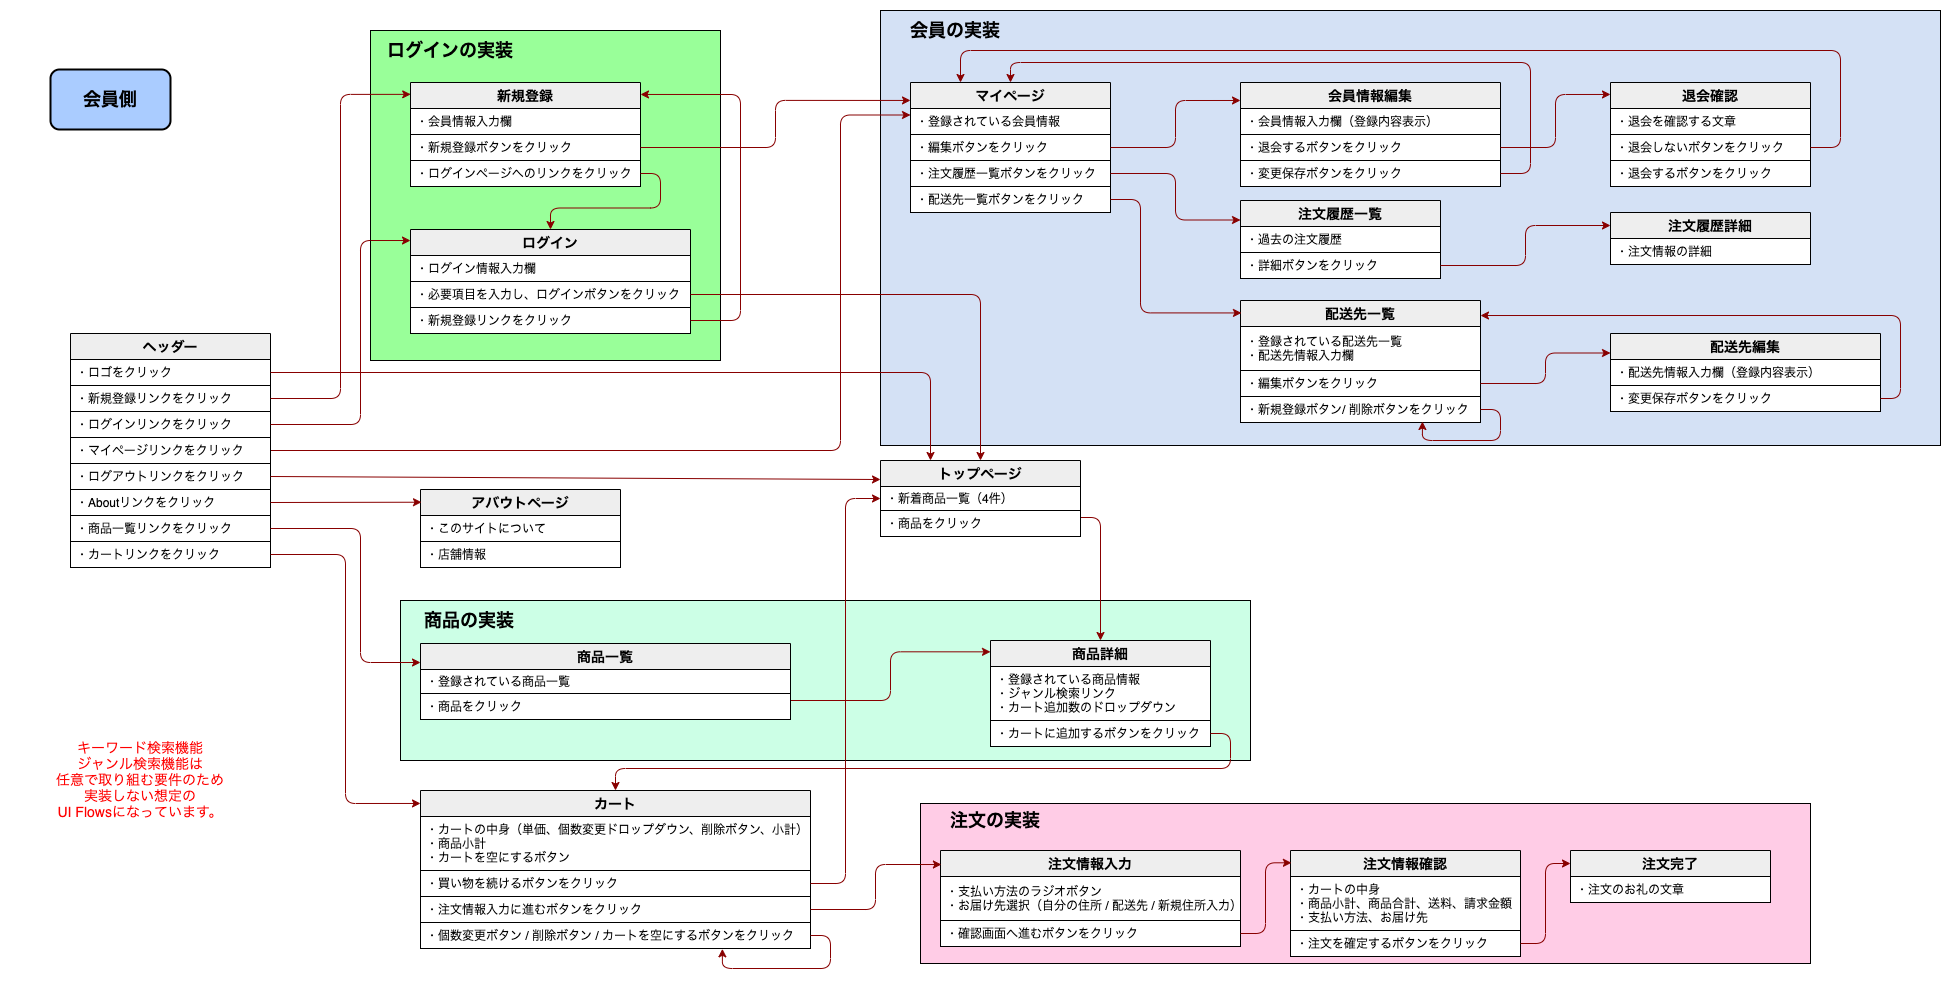 会員側
ログインの実装
新規登録
・会員情報入力欄
・新規登録ボタンをクリック
・ログインページへのリンクをクリック
ログイン
・ログイン情報入力欄
・必要項目を入力し、ログインボタンをクリック
・新規登録リンクをクリック
会員の実装
マイページ
・登録されている会員情報
・編集ボタンをクリック
・注文履歴一覧ボタンをクリック
・配送先一覧ボタンをクリック
会員情報編集
・会員情報入力欄（登録内容表示）
・退会するボタンをクリック
・変更保存ボタンをクリック
退会確認
・退会を確認する文章
・退会しないボタンをクリック
・退会するボタンをクリック
注文履歴一覧
・過去の注文履歴
・詳細ボタンをクリック
注文履歴詳細
・注文情報の詳細
配送先一覧
・登録されている配送先一覧
・配送先情報入力欄
・編集ボタンをクリック
・新規登録ボタン/ 削除ボタンをクリック
配送先編集
・配送先情報入力欄（登録内容表示）
・変更保存ボタンをクリック
ヘッダー
・ロゴをクリック
・新規登録リンクをクリック
・ログインリンクをクリック
・マイページリンクをクリック
・ログアウトリンクをクリック
・Aboutリンクをクリック
・商品一覧リンクをクリック
・カートリンクをクリック
アバウトページ
・このサイトについて
・店舗情報
トップページ
・新着商品一覧（4件）
・商品をクリック
商品の実装
商品一覧
・登録されている商品一覧
・商品をクリック
商品詳細
・登録されている商品情報
・ジャンル検索リンク
・カート追加数のドロップダウン
・カートに追加するボタンをクリック
キーワード検索機能
ジャンル検索機能は
任意で取り組む要件のため
実装しない想定の
UI Flowsになっています。
カート
・カートの中身（単価、個数変更ドロップダウン、削除ボタン、小計）
・商品小計
・カートを空にするボタン
・買い物を続けるボタンをクリック
・注文情報入力に進むボタンをクリック
・個数変更ボタン / 削除ボタン / カートを空にするボタンをクリック
注文の実装
注文情報入力
・支払い方法のラジオボタン
・お届け先選択（自分の住所 / 配送先 / 新規住所入力）
・確認画面へ進むボタンをクリック
注文情報確認
・カートの中身
・商品小計、商品合計、送料、請求金額
・支払い方法、お届け先
・注文を確定するボタンをクリック
注文完了
・注文のお礼の文章